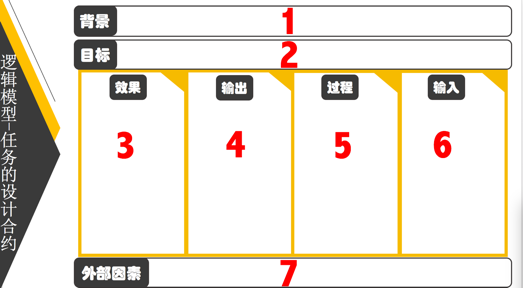 逻辑模型-任务的设计合约
背景 1
目标 2
效果 输出 过程 输入
3 4 5 6
外部因素 7